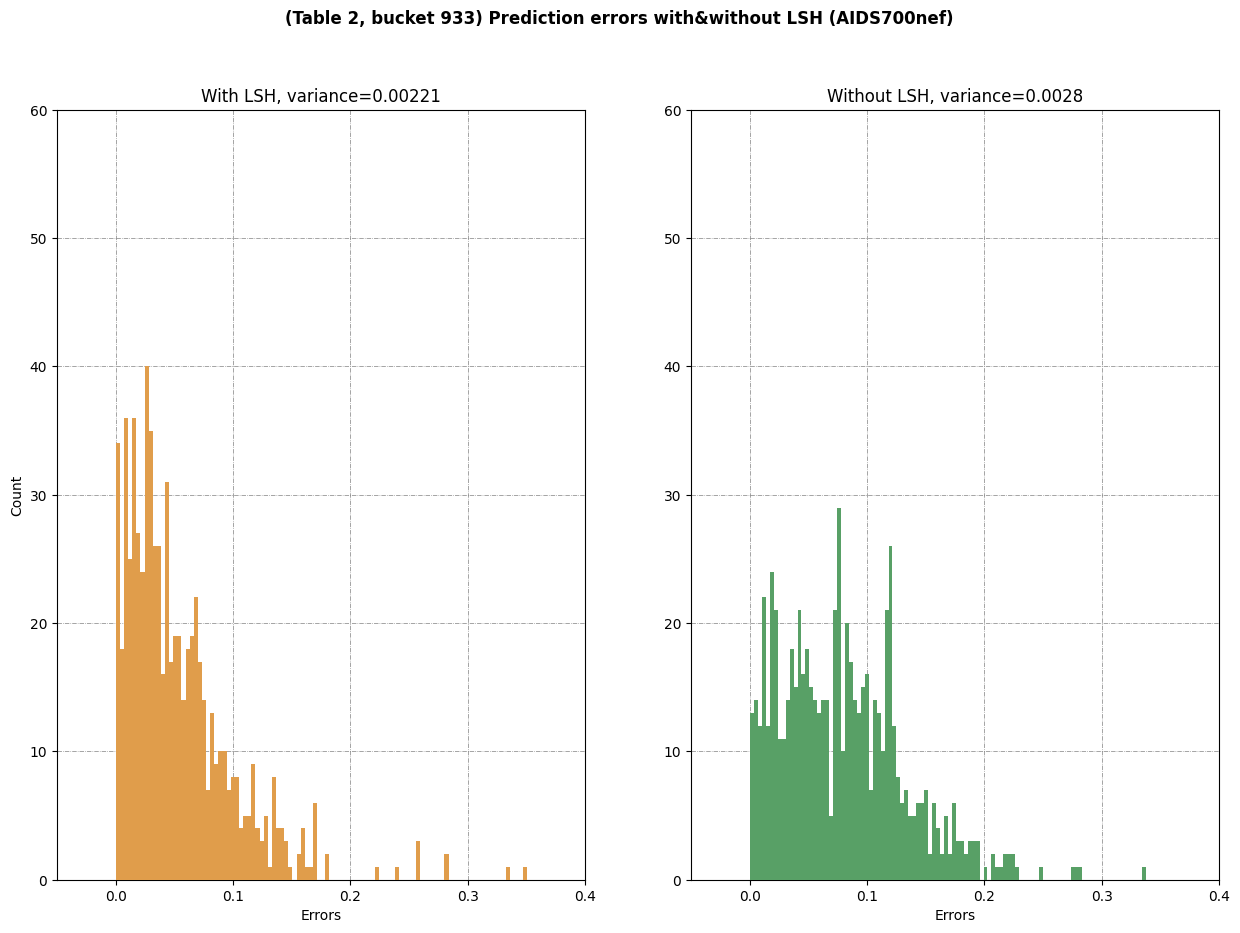 (Table 2, bucket 933) Prediction errors with&without LSH (AIDS700nef)
With LSH, variance=0.00221
60
50
40
30
20
10
0
Count
0.0 0.1 0.2 0.3 0.4
Errors
Without LSH, variance=0.0028
60
50
40
30
20
10
0
0.0 0.1 0.2 0.3 0.4
Errors